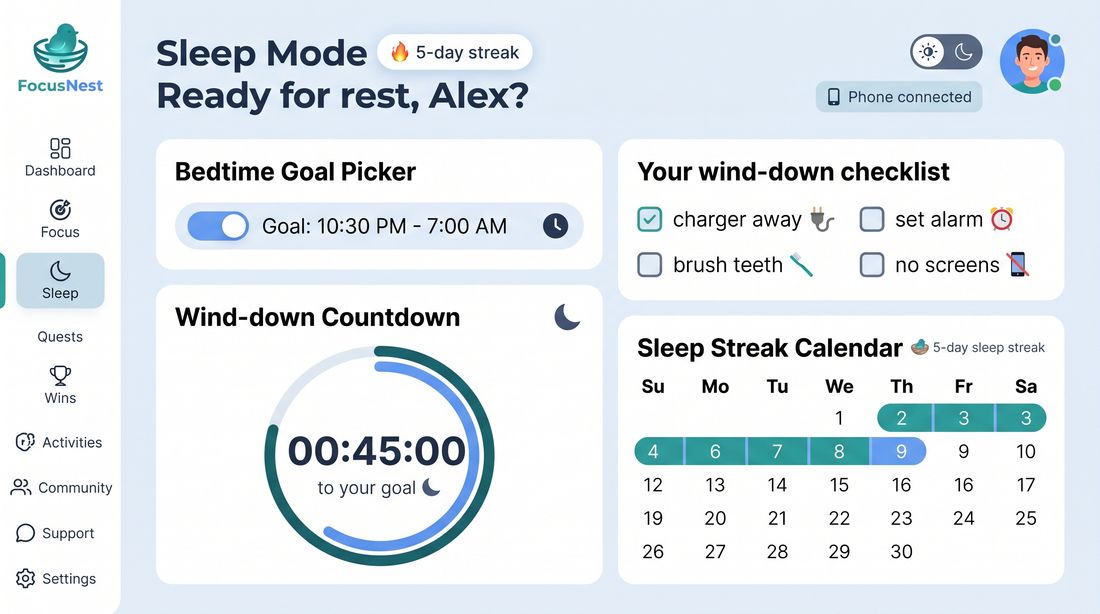 FocusNest
Dashboard
Focus
Sleep
Quests
Wins
Activities
Community
Support
Settings
Sleep Mode 5-day streak
Ready for rest, Alex?
Phone connected
Bedtime Goal Picker
Goal: 10:30 PM - 7:00 AM
Wind-down Countdown
00:45:00
to your goal
Your wind-down checklist
charger away set alarm
brush teeth no screens
Sleep Streak Calendar 5-day sleep streak
Su Mo Tu We Th Fr Sa
1 2 3 3
4 6 7 8 9 9 10
12 13 14 15 16 16 17
19 20 21 22 23 24 25
26 27 28 29 30